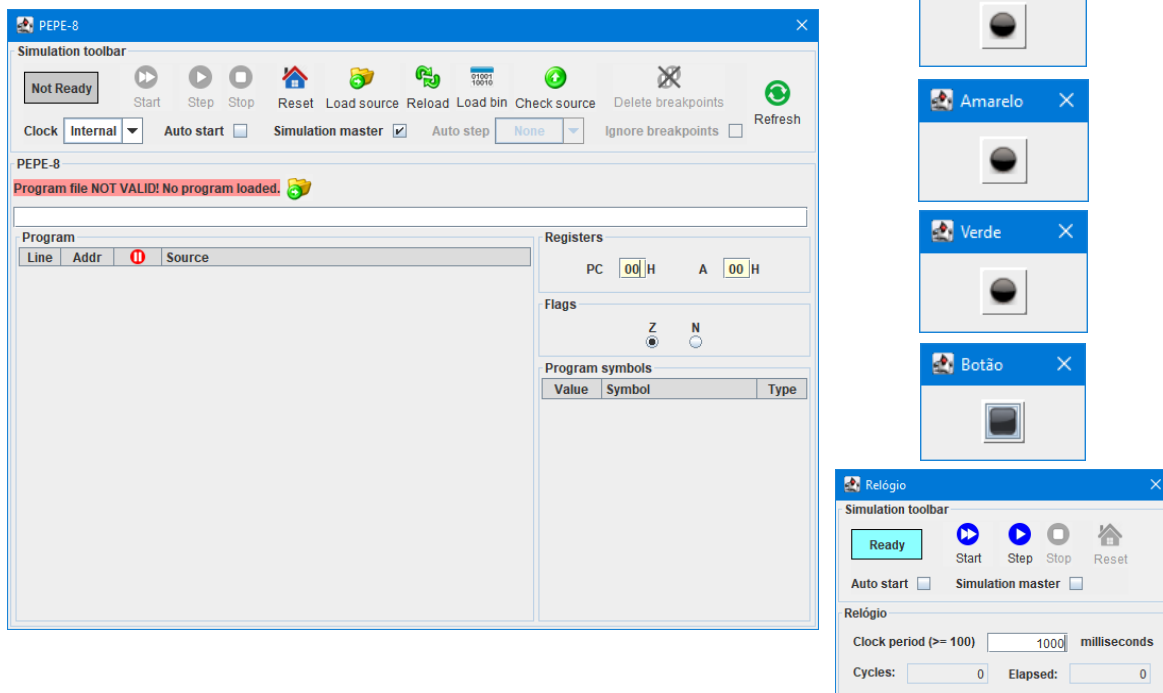 PEPE-8
Simulation toolbar
Not Ready
Start Step Stop Reset Load source Reload Load bin Check source Delete breakpoints Refresh
Clock Internal Auto start Simulation master Auto step None Ignore breakpoints
PEPE-8
Program file NOT VALID! No program loaded.
Program
Line Addr Source
Registers
PC 00 H A 00 H
Flags
Z N
Program symbols
Value Symbol Type
Amarelo
Verde
Botão
Relógio
Simulation toolbar
Ready
Start Step Stop Reset
Auto start Simulation master
Relógio
Clock period (>= 100) 1000 milliseconds
Cycles: 0 Elapsed: 0